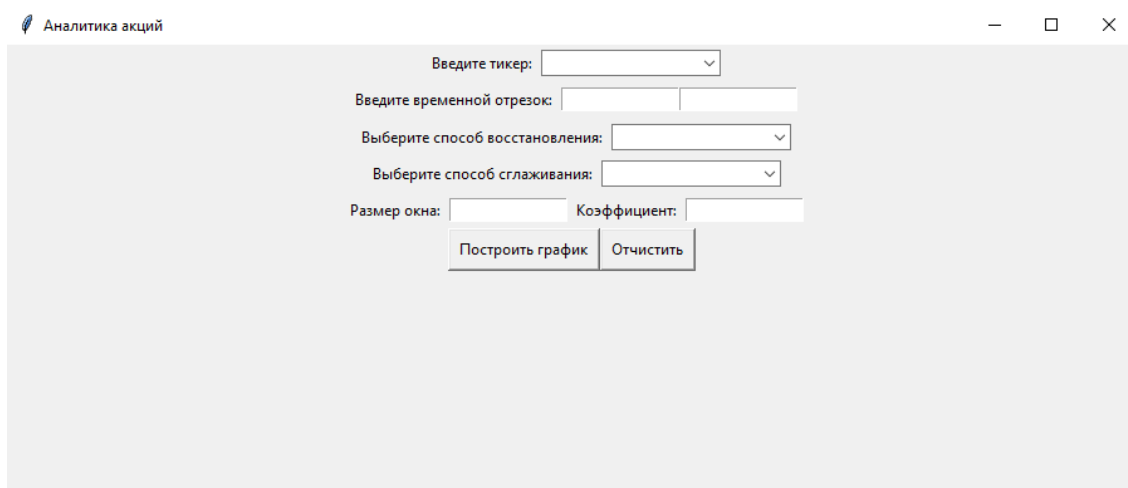 Аналитика акций
Введите тикер:
Введите временной отрезок:
Выберите способ восстановления:
Выберите способ сглаживания:
Размер окна: Коэффициент:
Построить график Отчистить